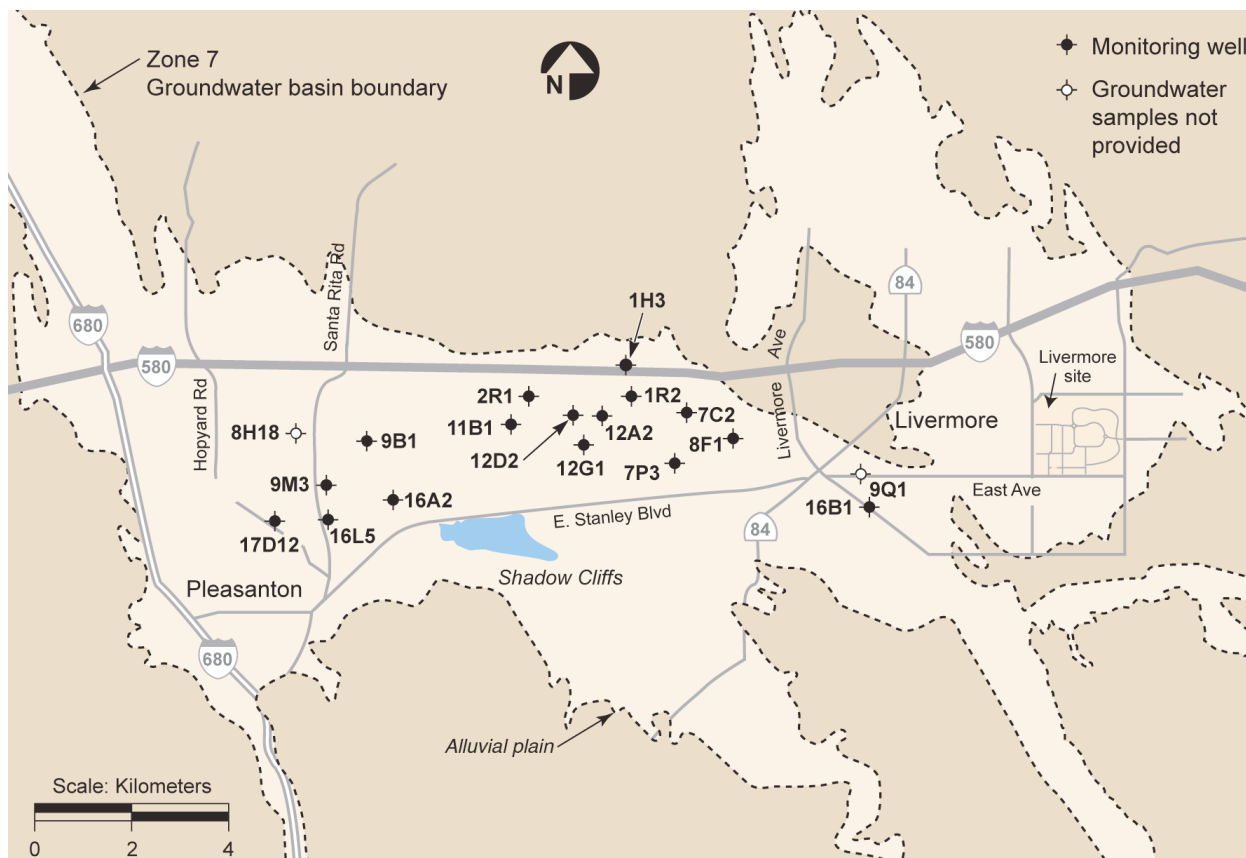 Zone 7
Groundwater basin boundary
N
Monitoring well
Groundwater
samples not
provided
Santa Rita Rd
Hopyard Rd
680
580
1H3
Livermore Ave
84
580
Livermore
site
2R1
1R2
7C2
11B1
12D2
12A2
12G1
8F1
7P3
8H18
9B1
9M3
16A2
17D12
16L5
Livermore
9Q1
16B1
East Ave
E. Stanley Blvd
84
Shadow Cliffs
Pleasanton
680
Alluvial plain
Scale: Kilometers
0 2 4